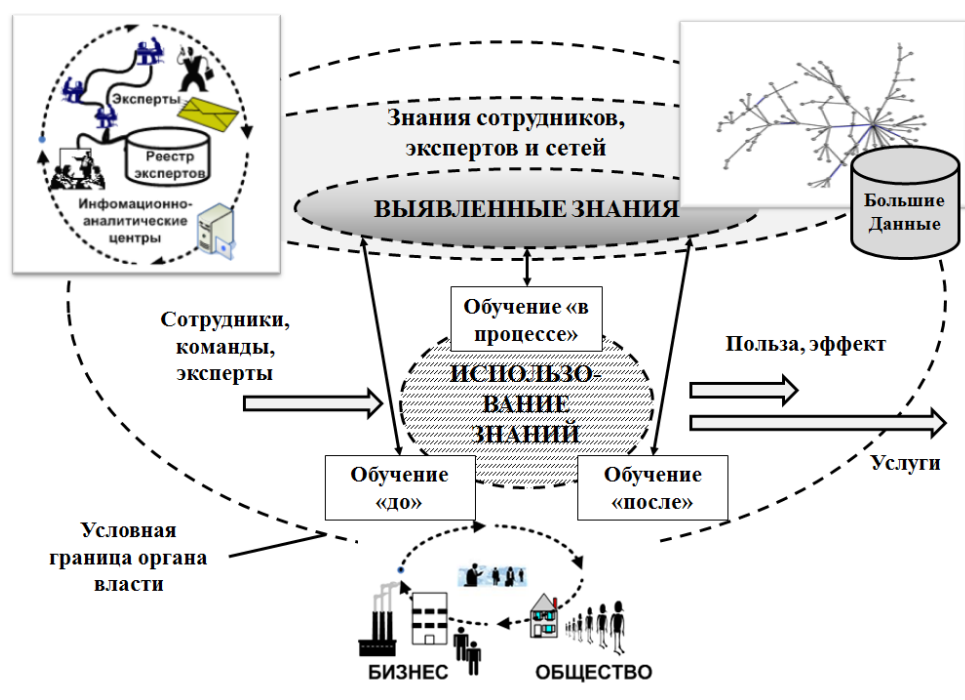 Эксперты
Реестр
экспертов
Инфомационно-
аналитические
центры
Знания сотрудников,
экспертов и сетей
ВЫЯВЛЕННЫЕ ЗНАНИЯ
Большие
Данные
Обучение «в
процессе»
Сотрудники,
команды,
эксперты
ИСПОЛЬЗО-
ВАНИЕ
ЗНАНИЙ
Польза, эффект
Услуги
Обучение
«до»
Обучение
«после»
Условная
граница органа
власти
БИЗНЕС
ОБЩЕСТВО